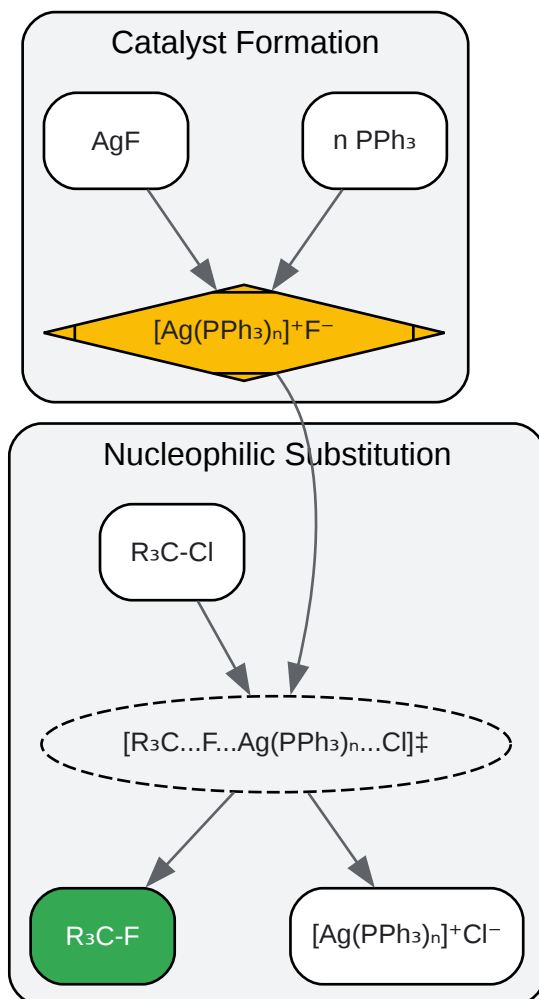 Catalyst Formation
AgF
n PPh₃
[Ag(PPh₃)ₙ]⁺F⁻
Nucleophilic Substitution
R₃C-Cl
[R₃C...F...Ag(PPh₃)ₙ...Cl]‡
R₃C-F
[Ag(PPh₃)ₙ]⁺Cl⁻